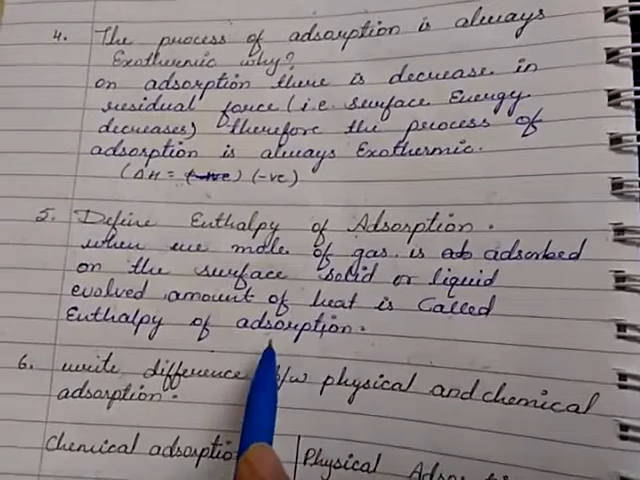 4. The process of adsorption is always
Exothermic why?
on adsorption there is decrease in
residual force (i.e. surface Energy
decreases) therefore the process of
adsorption is always Exothermic.
(ΔH = (+ve) (-ve)
5. Define Enthalpy of Adsorption.
when one mole of gas is ab adsorbed
on the surface solid or liquid
evolved amount of heat is Called
Enthalpy of adsorption.
6. write difference b/w physical and chemical
adsorption.
Chemical adsorptio
Physical Adso